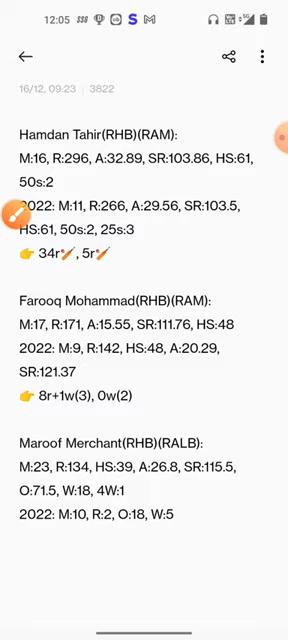 12:05
16/12, 09:23 | 3822
Hamdan Tahir(RHB)(RAM):
M:16, R:296, A:32.89, SR:103.86, HS:61,
50s:2
2022: M:11, R:266, A:29.56, SR:103.5,
HS:61, 50s:2, 25s:3
👉 34r🏏, 5r🏏
Farooq Mohammad(RHB)(RAM):
M:17, R:171, A:15.55, SR:111.76, HS:48
2022: M:9, R:142, HS:48, A:20.29,
SR:121.37
👉 8r+1w(3), 0w(2)
Maroof Merchant(RHB)(RALB):
M:23, R:134, HS:39, A:26.8, SR:115.5,
O:71.5, W:18, 4W:1
2022: M:10, R:2, O:18, W:5